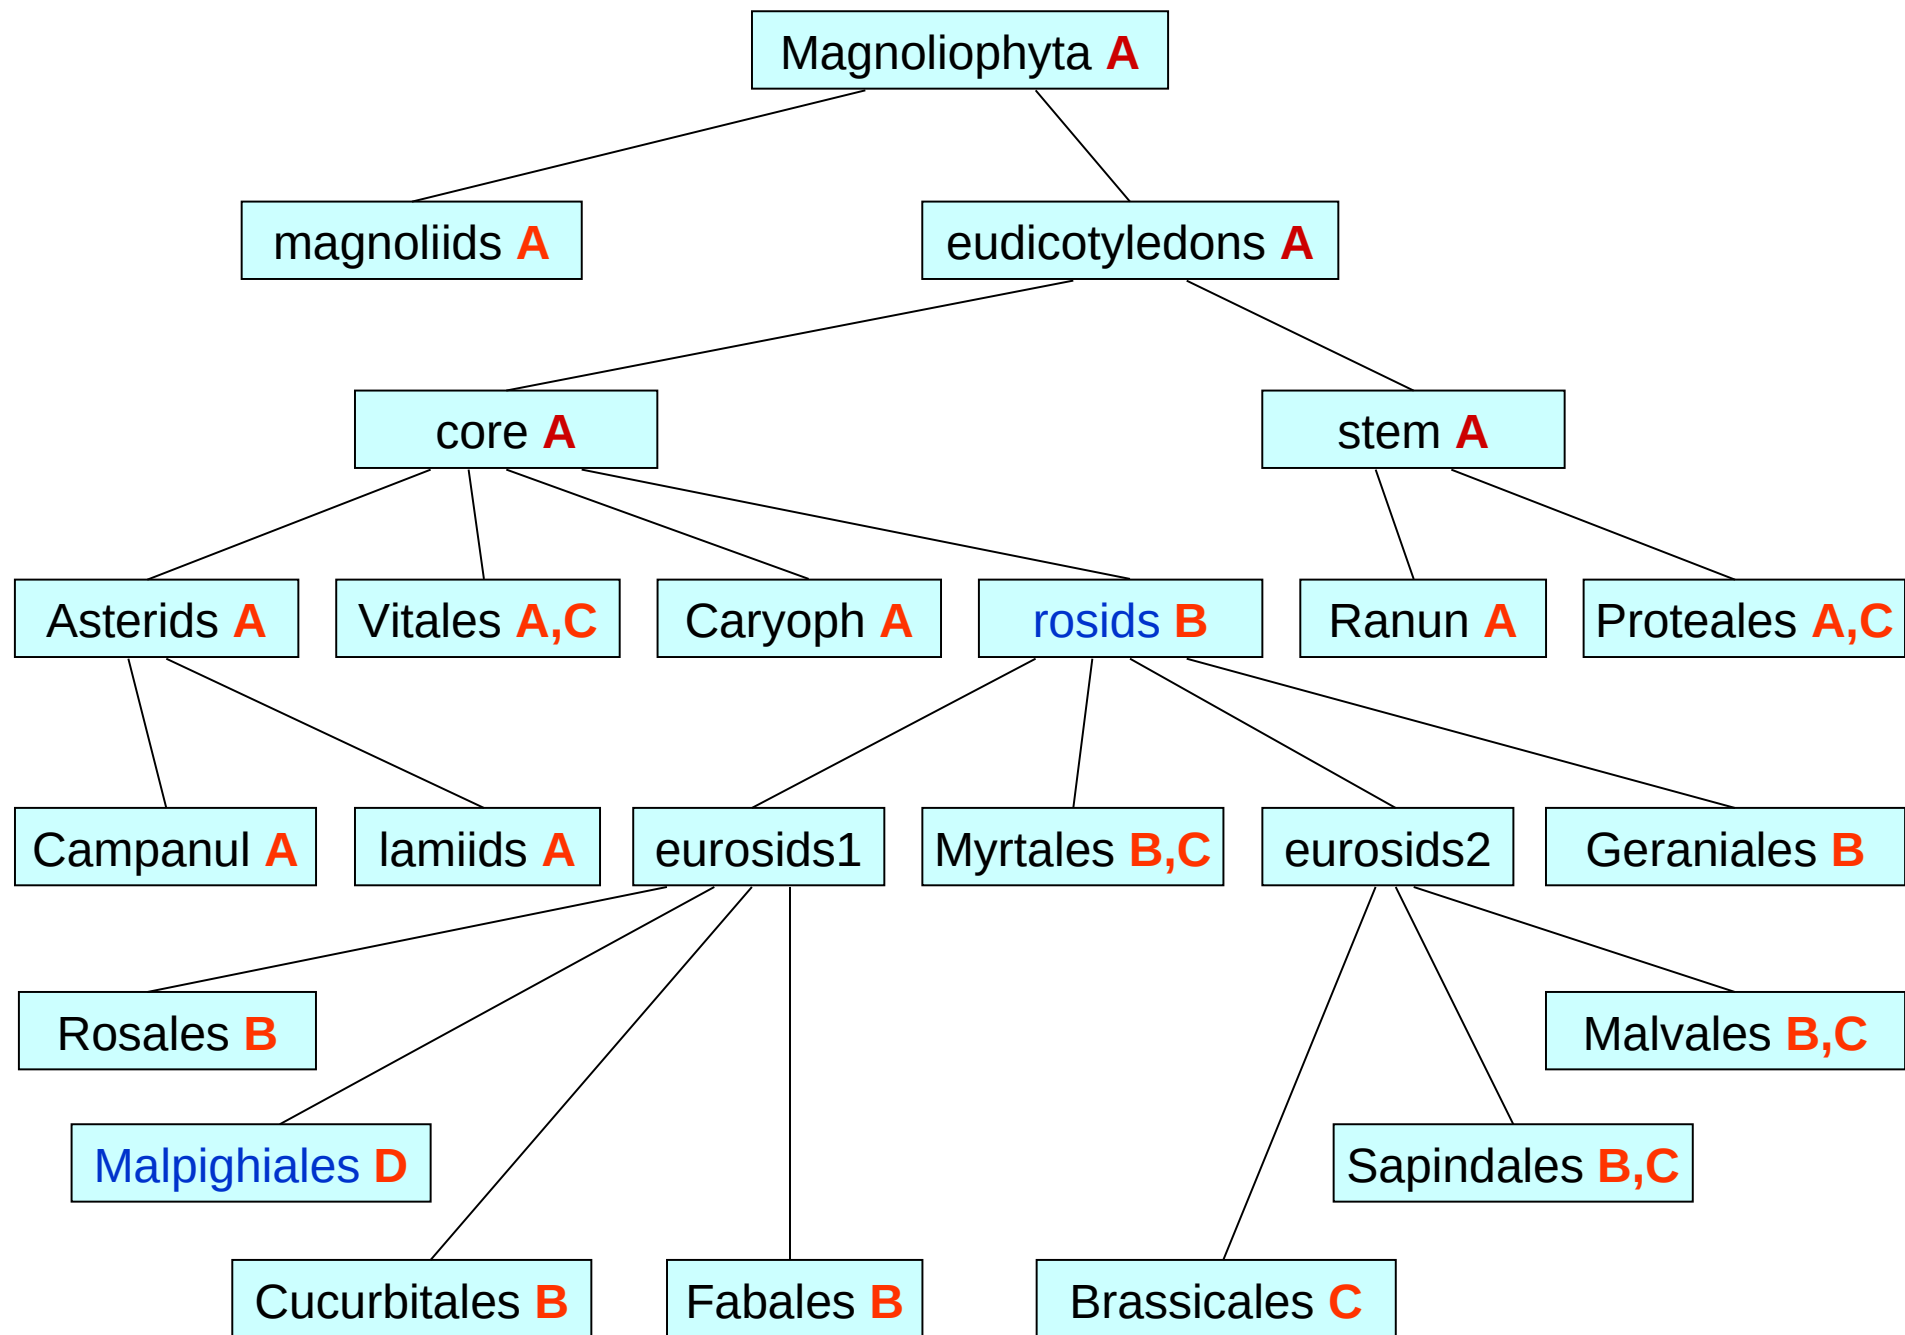 Magnoliophyta A
magnoliids A
eudicotyledons A
core A
stem A
Asterids A
Vitales A,C
Caryoph A
rosids B
Ranun A
Proteales A,C
Campanul A
lamiids A
eurosids1
Myrtales B,C
eurosids2
Geraniales B
Rosales B
Malvales B,C
Malpighiales D
Sapindales B,C
Cucurbitales B
Fabales B
Brassicales C